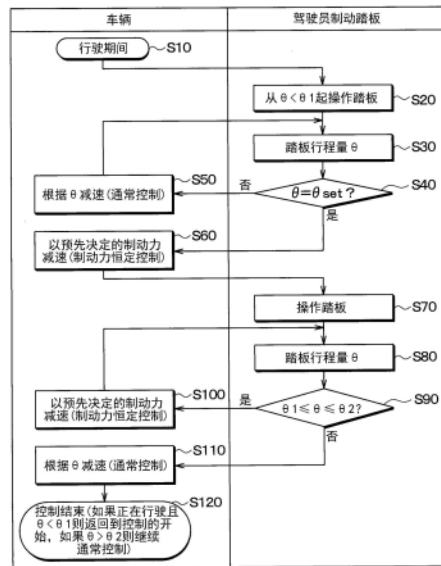 车辆
驾驶员制动踏板
行驶期间
S10
从θ<θ1起操作踏板
S20
踏板行程量θ
S30
θ=θset?
S40
否
是
根据θ减速(通常控制)
S50
以预先决定的制动力
减速(制动力恒定控制)
S60
操作踏板
S70
踏板行程量θ
S80
θ1≤θ≤θ2?
S90
是
否
以预先决定的制动力
减速(制动力恒定控制)
S100
根据θ减速(通常控制)
S110
控制结束(如果正在行驶且
θ<θ1则返回到控制的开
始,如果θ>θ2则继续
通常控制)
S120